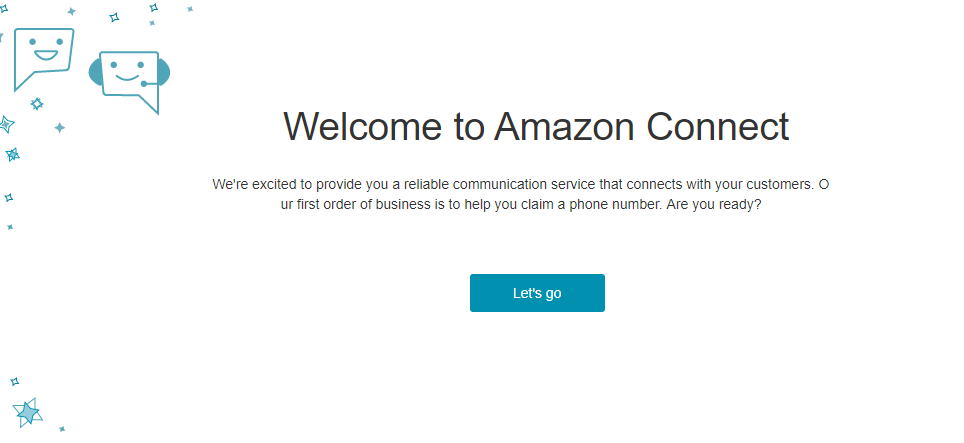 Welcome to Amazon Connect
We're excited to provide you a reliable communication service that connects with your customers. O
ur first order of business is to help you claim a phone number. Are you ready?
Let's go